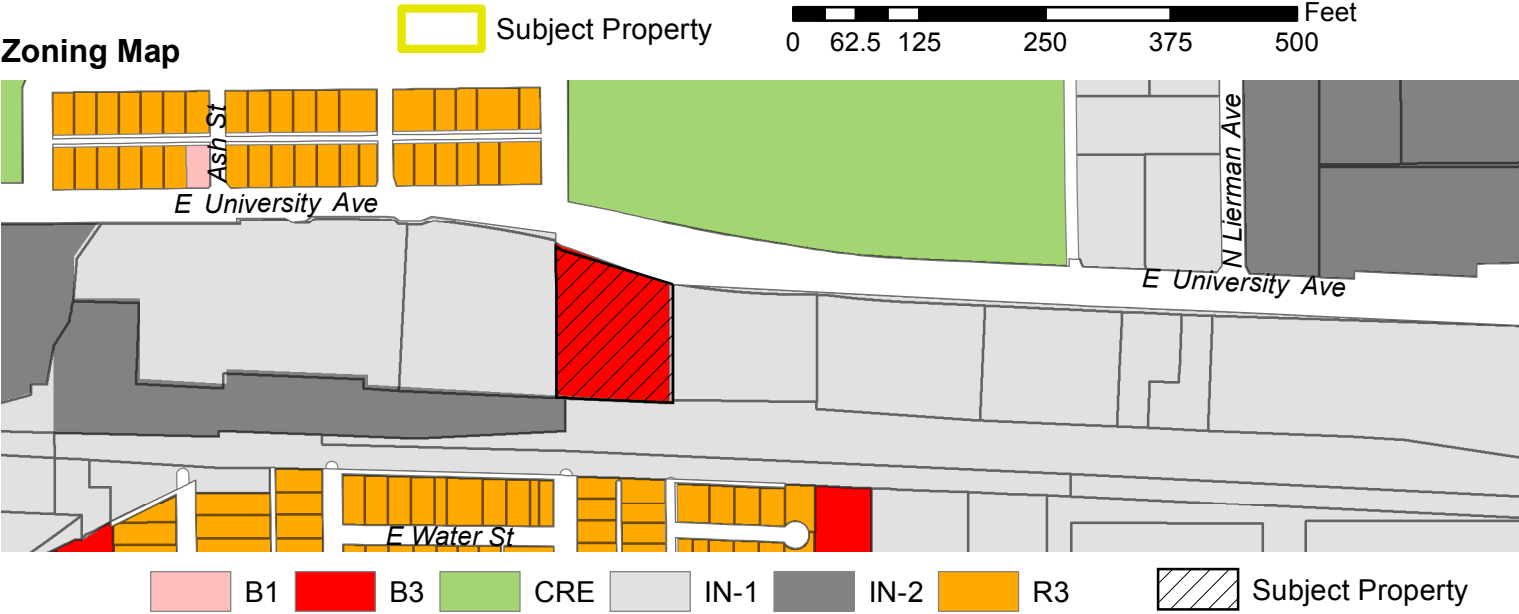 Subject Property
Feet
0 62.5 125 250 375 500
Zoning Map
Ash St
N Lierman Ave
E University Ave
E University Ave
E Water St
B1 B3 CRE IN-1 IN-2 R3 Subject Property